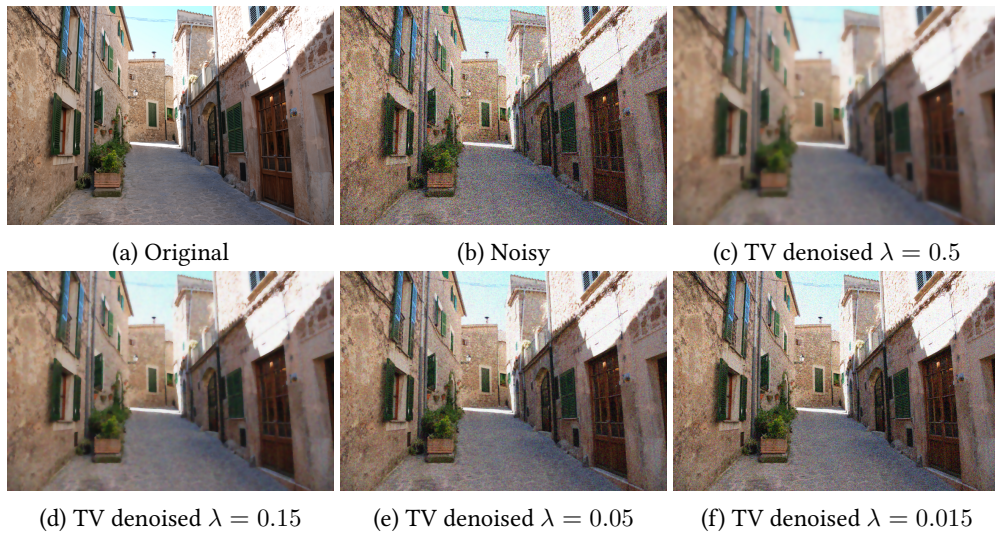 (a) Original
(b) Noisy
(c) TV denoised λ = 0.5
(d) TV denoised λ = 0.15
(e) TV denoised λ = 0.05
(f) TV denoised λ = 0.015